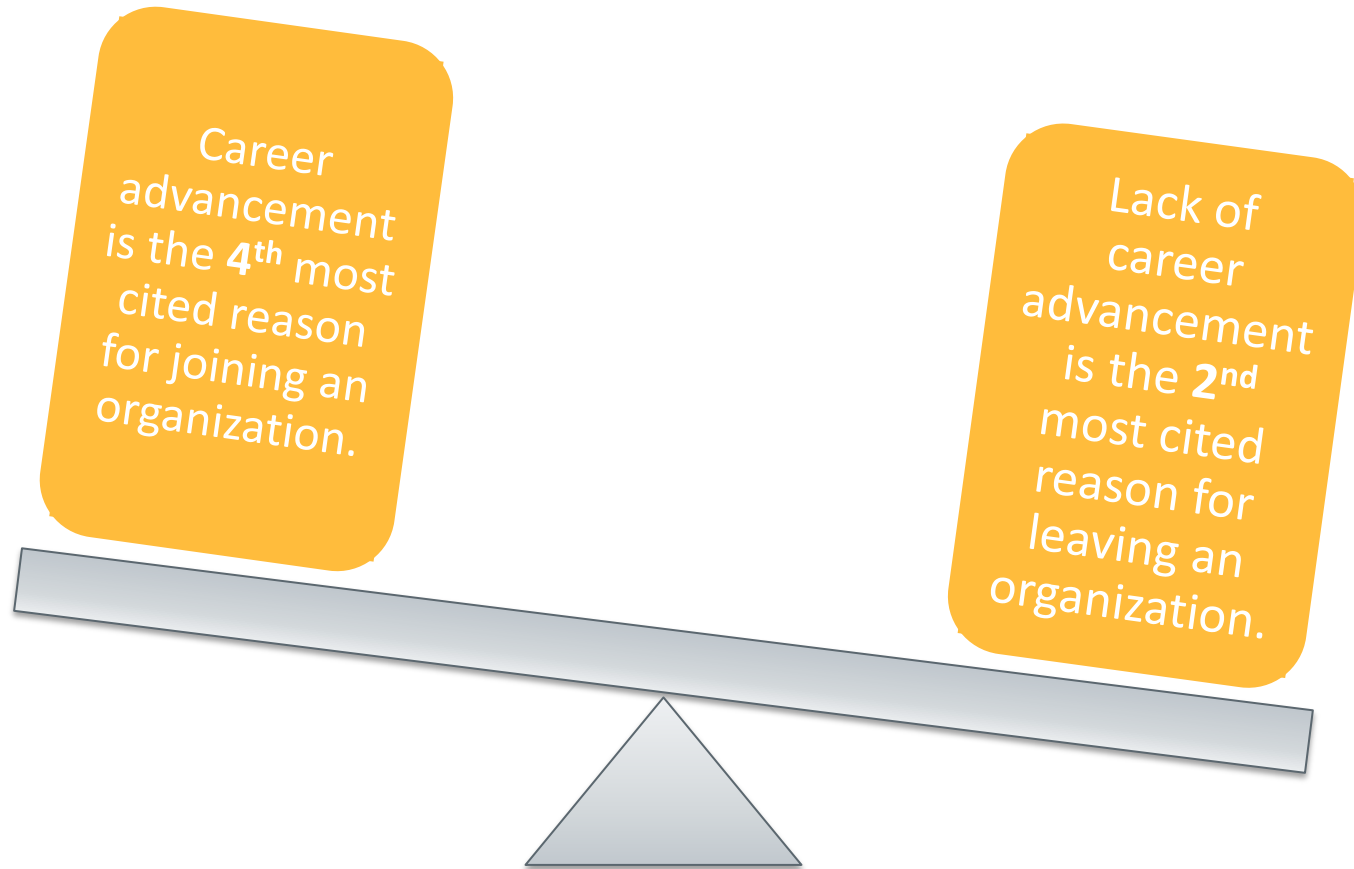 Career
advancement
is the 4th most
cited reason
for joining an
organization.
Lack of
career
advancement
is the 2nd
most cited
reason for
leaving an
organization.